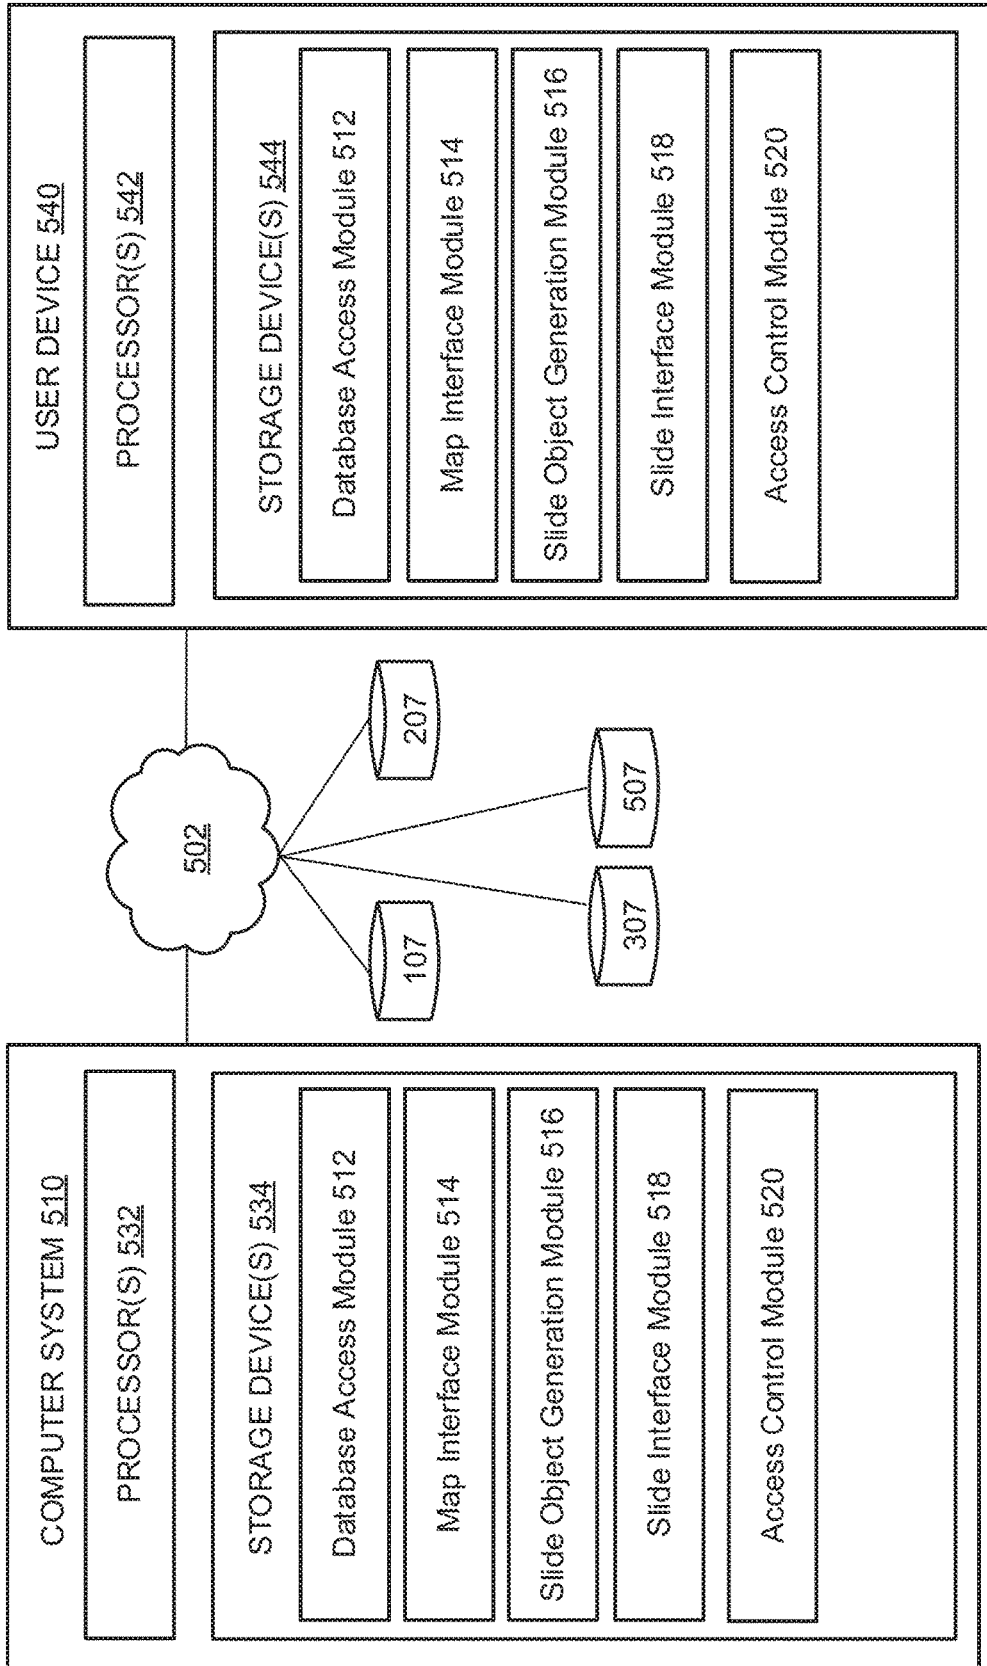 COMPUTER SYSTEM 510
PROCESSOR(S) 532
STORAGE DEVICE(S) 534
Database Access Module 512
Map Interface Module 514
Slide Object Generation Module 516
Slide Interface Module 518
Access Control Module 520
502
107
207
307
507
USER DEVICE 540
PROCESSOR(S) 542
STORAGE DEVICE(S) 544
Database Access Module 512
Map Interface Module 514
Slide Object Generation Module 516
Slide Interface Module 518
Access Control Module 520